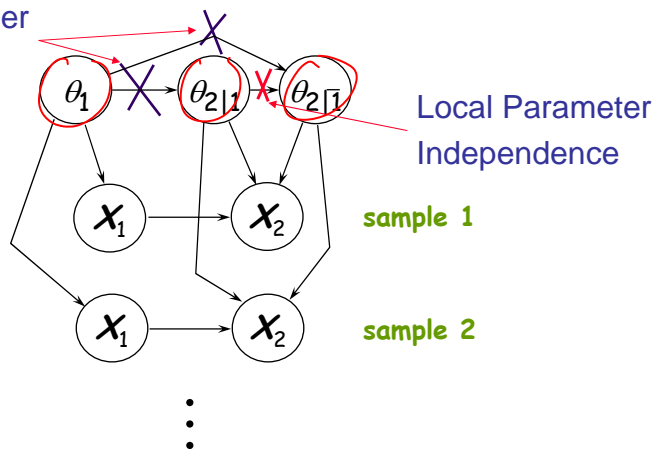 er
θ₁ θ₂|₁ θ₂|1̅
Local Parameter
Independence
X₁ X₂ sample 1
X₁ X₂ sample 2